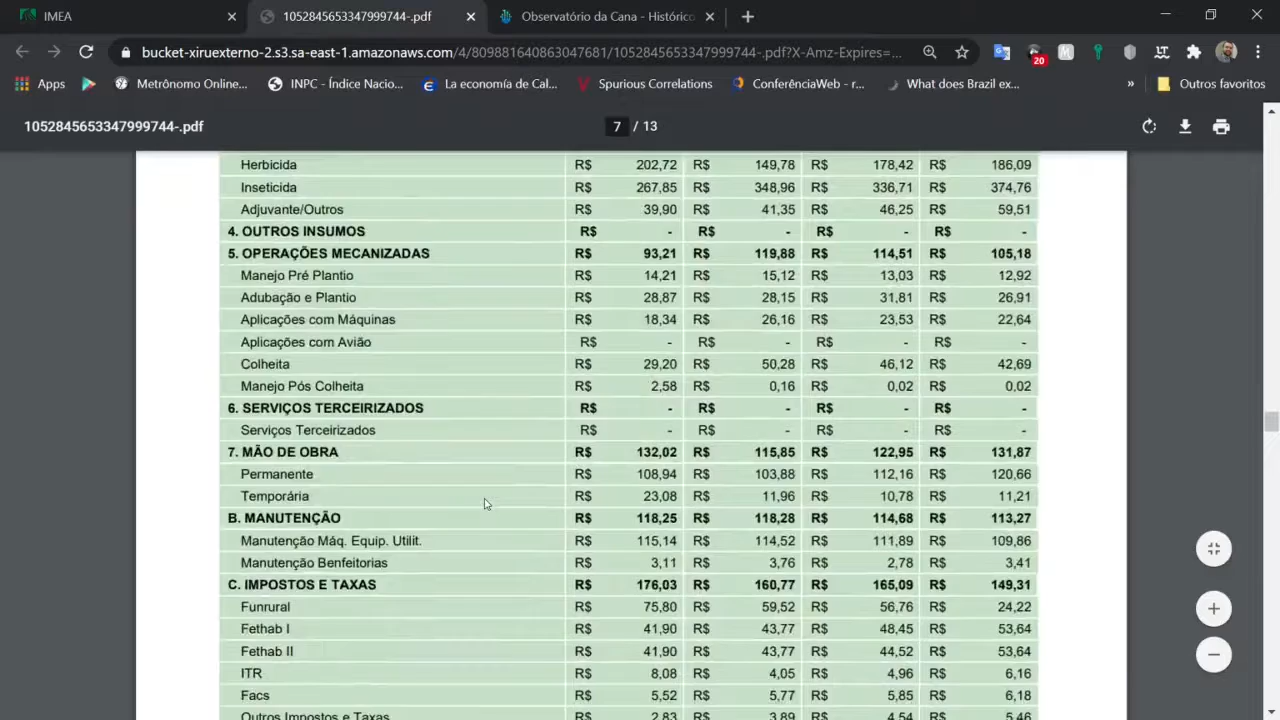 IMEA
1052845653347999744-.pdf
Observatório da Cana - Histórico
bucket-xiruexterno-2.s3.sa-east-1.amazonaws.com/4/809881640863047681/1052845653347999744-.pdf?X-Amz-Expires=...
20
M
Apps
Metrônomo Online...
INPC - Índice Nacio...
La economía de Cal...
Spurious Correlations
ConferênciaWeb - r...
What does Brazil ex...
»
Outros favoritos
1052845653347999744-.pdf
7 / 13
Herbicida R$ 202,72 R$ 149,78 R$ 178,42 R$ 186,09
Inseticida R$ 267,85 R$ 348,96 R$ 336,71 R$ 374,76
Adjuvante/Outros R$ 39,90 R$ 41,35 R$ 46,25 R$ 59,51
4. OUTROS INSUMOS R$ - R$ - R$ - R$ -
5. OPERAÇÕES MECANIZADAS R$ 93,21 R$ 119,88 R$ 114,51 R$ 105,18
Manejo Pré Plantio R$ 14,21 R$ 15,12 R$ 13,03 R$ 12,92
Adubação e Plantio R$ 28,87 R$ 28,15 R$ 31,81 R$ 26,91
Aplicações com Máquinas R$ 18,34 R$ 26,16 R$ 23,53 R$ 22,64
Aplicações com Avião R$ - R$ - R$ - R$ -
Colheita R$ 29,20 R$ 50,28 R$ 46,12 R$ 42,69
Manejo Pós Colheita R$ 2,58 R$ 0,16 R$ 0,02 R$ 0,02
6. SERVIÇOS TERCEIRIZADOS R$ - R$ - R$ - R$ -
Serviços Terceirizados R$ - R$ - R$ - R$ -
7. MÃO DE OBRA R$ 132,02 R$ 115,85 R$ 122,95 R$ 131,87
Permanente R$ 108,94 R$ 103,88 R$ 112,16 R$ 120,66
Temporária R$ 23,08 R$ 11,96 R$ 10,78 R$ 11,21
B. MANUTENÇÃO R$ 118,25 R$ 118,28 R$ 114,68 R$ 113,27
Manutenção Máq. Equip. Utilit. R$ 115,14 R$ 114,52 R$ 111,89 R$ 109,86
Manutenção Benfeitorias R$ 3,11 R$ 3,76 R$ 2,78 R$ 3,41
C. IMPOSTOS E TAXAS R$ 176,03 R$ 160,77 R$ 165,09 R$ 149,31
Funrural R$ 75,80 R$ 59,52 R$ 56,76 R$ 24,22
Fethab I R$ 41,90 R$ 43,77 R$ 48,45 R$ 53,64
Fethab II R$ 41,90 R$ 43,77 R$ 44,52 R$ 53,64
ITR R$ 8,08 R$ 4,05 R$ 4,96 R$ 6,16
Facs R$ 5,52 R$ 5,77 R$ 5,85 R$ 6,18
Outros Impostos e Taxas R$ 2,83 R$ 3,89 R$ 4,54 R$ 5,46